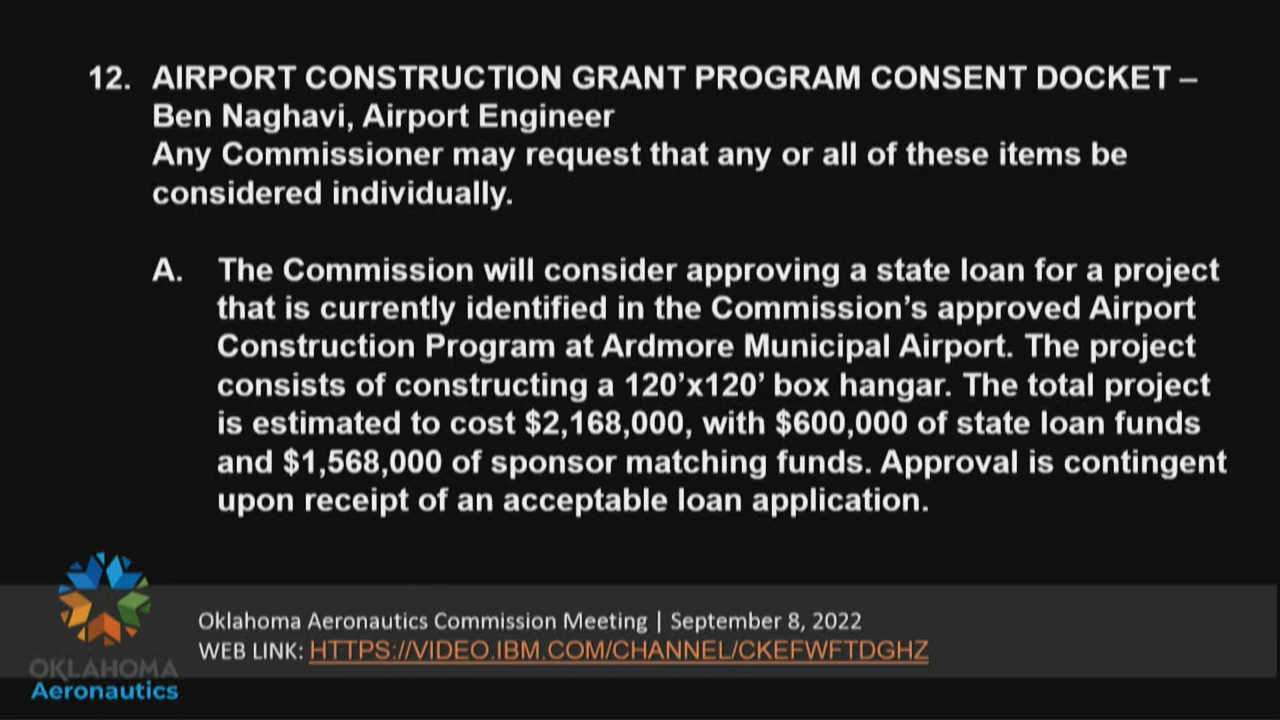 12. AIRPORT CONSTRUCTION GRANT PROGRAM CONSENT DOCKET –
Ben Naghavi, Airport Engineer
Any Commissioner may request that any or all of these items be
considered individually.
A. The Commission will consider approving a state loan for a project
that is currently identified in the Commission's approved Airport
Construction Program at Ardmore Municipal Airport. The project
consists of constructing a 120'x120' box hangar. The total project
is estimated to cost $2,168,000, with $600,000 of state loan funds
and $1,568,000 of sponsor matching funds. Approval is contingent
upon receipt of an acceptable loan application.
Oklahoma Aeronautics Commission Meeting | September 8, 2022
WEB LINK: HTTPS://VIDEO.IBM.COM/CHANNEL/CKEFWFTDGHZ
OKLAHOMA
Aeronautics